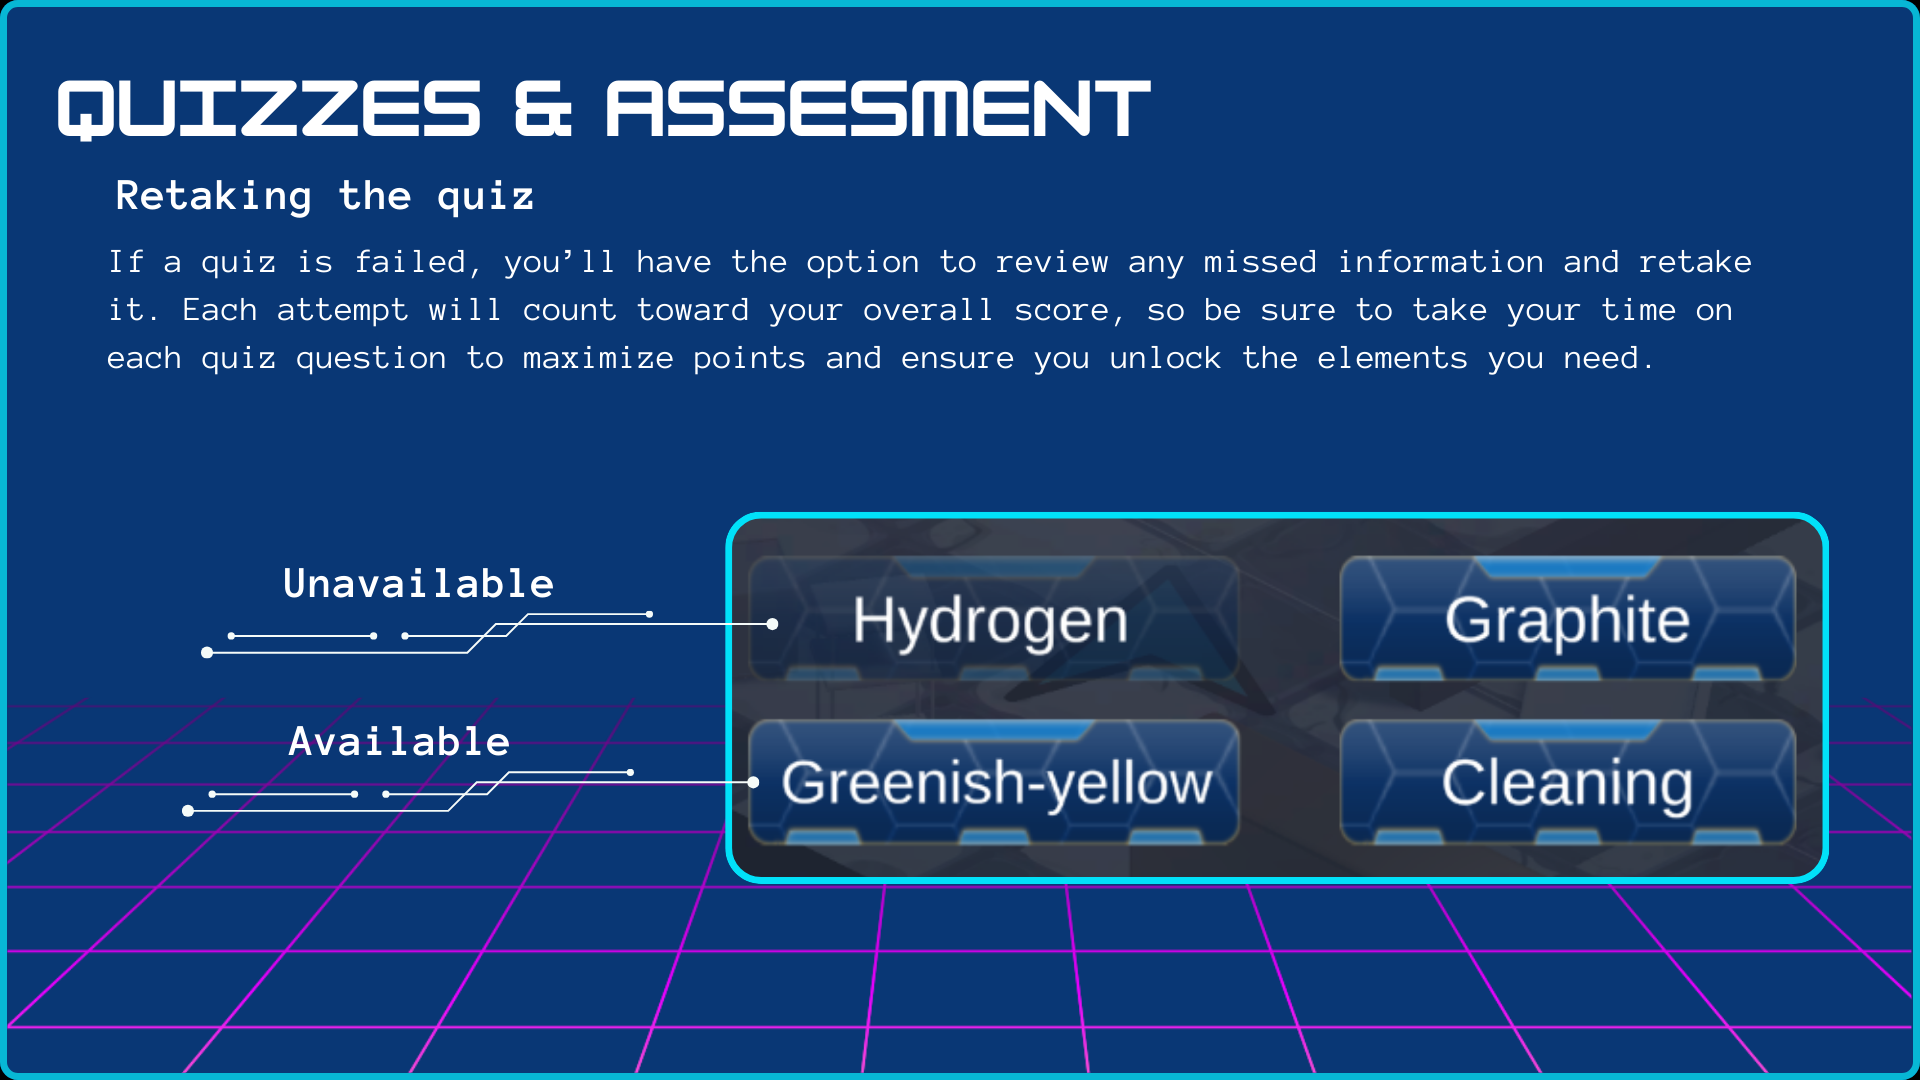 QUIZZES & ASSESMENT
Retaking the quiz
If a quiz is failed, you’ll have the option to review any missed information and retake
it. Each attempt will count toward your overall score, so be sure to take your time on
each quiz question to maximize points and ensure you unlock the elements you need.
Unavailable
Hydrogen
Graphite
Available
Greenish-yellow
Cleaning